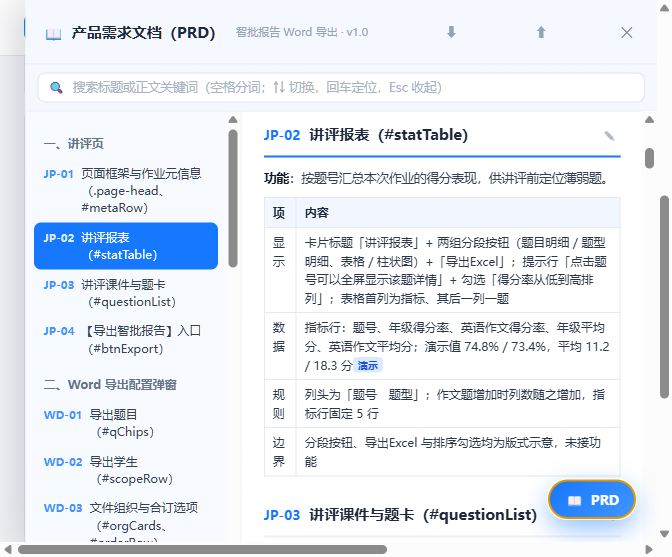 产品需求文档（PRD） 智批报告 Word 导出 · v1.0
搜索标题或正文关键词（空格分词；↑↓ 切换，回车定位，Esc 收起）
一、讲评页
JP-01 页面框架与作业元信息
（.page-head、
#metaRow）
JP-02 讲评报表
（#statTable）
JP-03 讲评课件与题卡
（#questionList）
JP-04 【导出智批报告】入口
（#btnExport）
二、Word 导出配置弹窗
WD-01 导出题目
（#qChips）
WD-02 导出学生
（#scopeRow）
WD-03 文件组织与合订选项
（#orgCards、
JP-02 讲评报表（#statTable）
功能：按题号汇总本次作业的得分表现，供讲评前定位薄弱题。
项 内容
显示 卡片标题「讲评报表」+ 两组分段按钮（题目明细 / 题型
明细、表格 / 柱状图）+「导出Excel」；提示行「点击题
号可以全屏显示该题详情」+ 勾选「得分率从低到高排
列」；表格首列为指标、其后一列一题
数据 指标行：题号、年级得分率、英语作文得分率、年级平均
分、英语作文平均分；演示值 74.8% / 73.4%，平均 11.2
/ 18.3 分 演示
规则 列头为「题号　题型」；作文题增加时列数随之增加，指
标行固定 5 行
边界 分段按钮、导出Excel 与排序勾选均为版式示意，未接功
能
JP-03 讲评课件与题卡（#questionList）
PRD